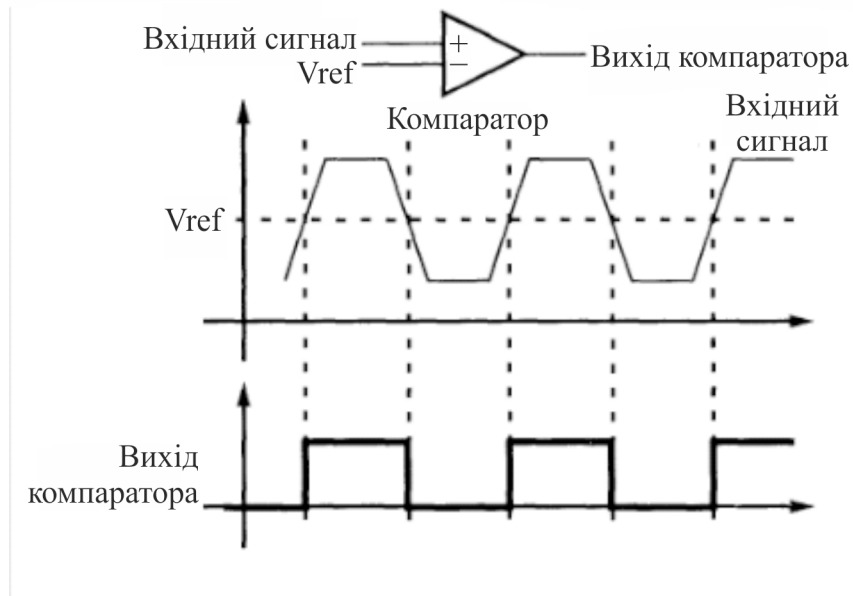 Вхідний сигнал
+
Vref
−
Вихід компаратора
Компаратор
Вхідний
сигнал
Vref
Вихід
компаратора